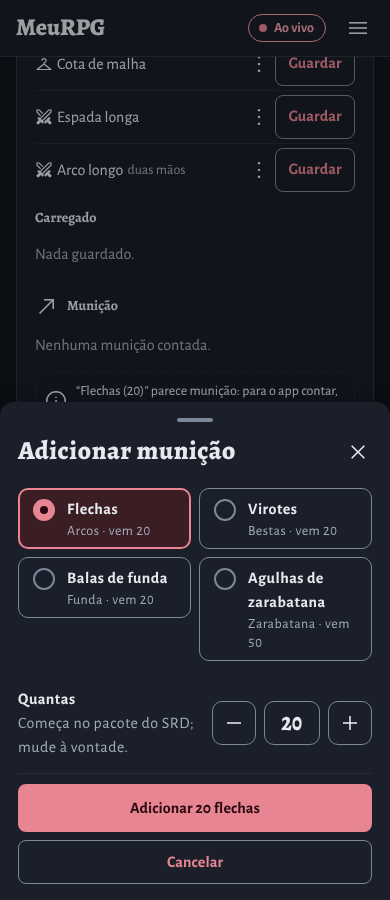 MeuRPG
Ao vivo
Cota de malha
Guardar
Espada longa
Guardar
Arco longo duas mãos
Guardar
Carregado
Nada guardado.
Munição
Nenhuma munição contada.
“Flechas (20)” parece munição: para o app contar,
Adicionar munição
Flechas
Arcos · vem 20
Virotes
Bestas · vem 20
Balas de funda
Funda · vem 20
Agulhas de
zarabatana
Zarabatana · vem
50
Quantas
Começa no pacote do SRD;
mude à vontade.
20
Adicionar 20 flechas
Cancelar